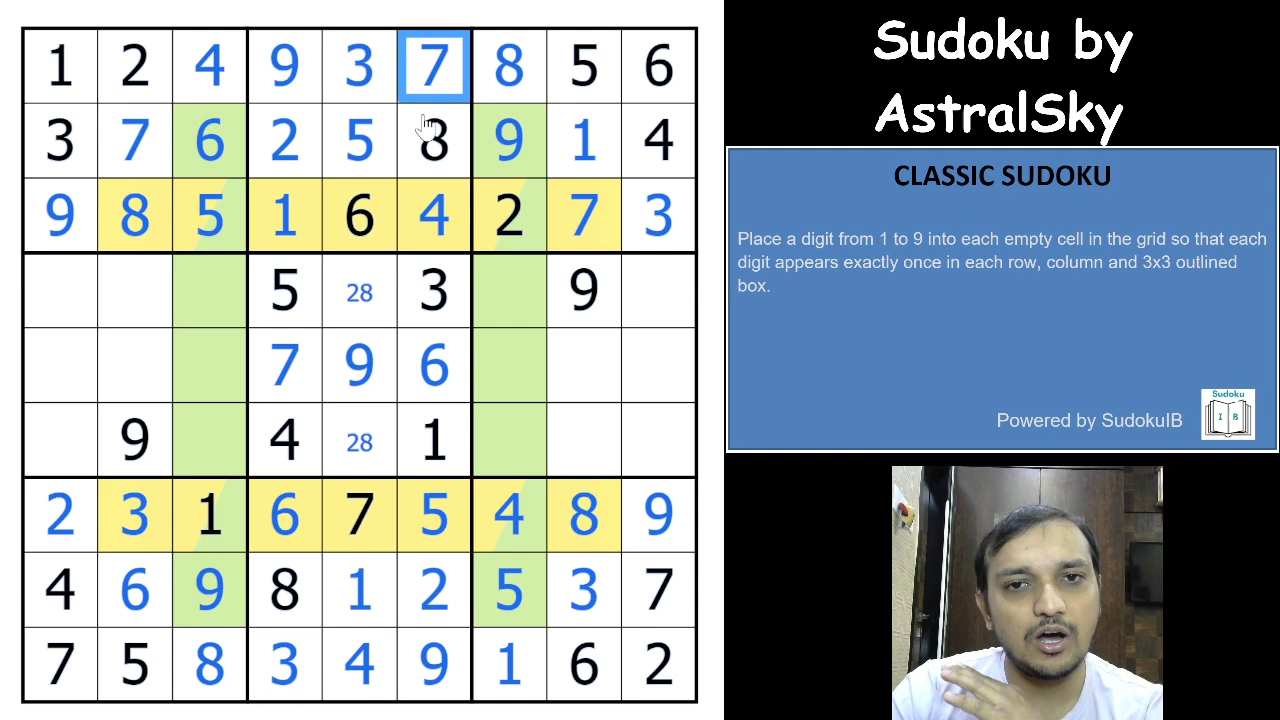 Sudoku by
AstralSky
CLASSIC SUDOKU
Place a digit from 1 to 9 into each empty cell in the grid so that each
digit appears exactly once in each row, column and 3x3 outlined
box.
Sudoku
I B
Powered by SudokuIB
1 2 4 9 3 7 8 5 6
3 7 6 2 5 8 9 1 4
9 8 5 1 6 4 2 7 3
5 28 3 9
7 9 6
9 4 28 1
2 3 1 6 7 5 4 8 9
4 6 9 8 1 2 5 3 7
7 5 8 3 4 9 1 6 2